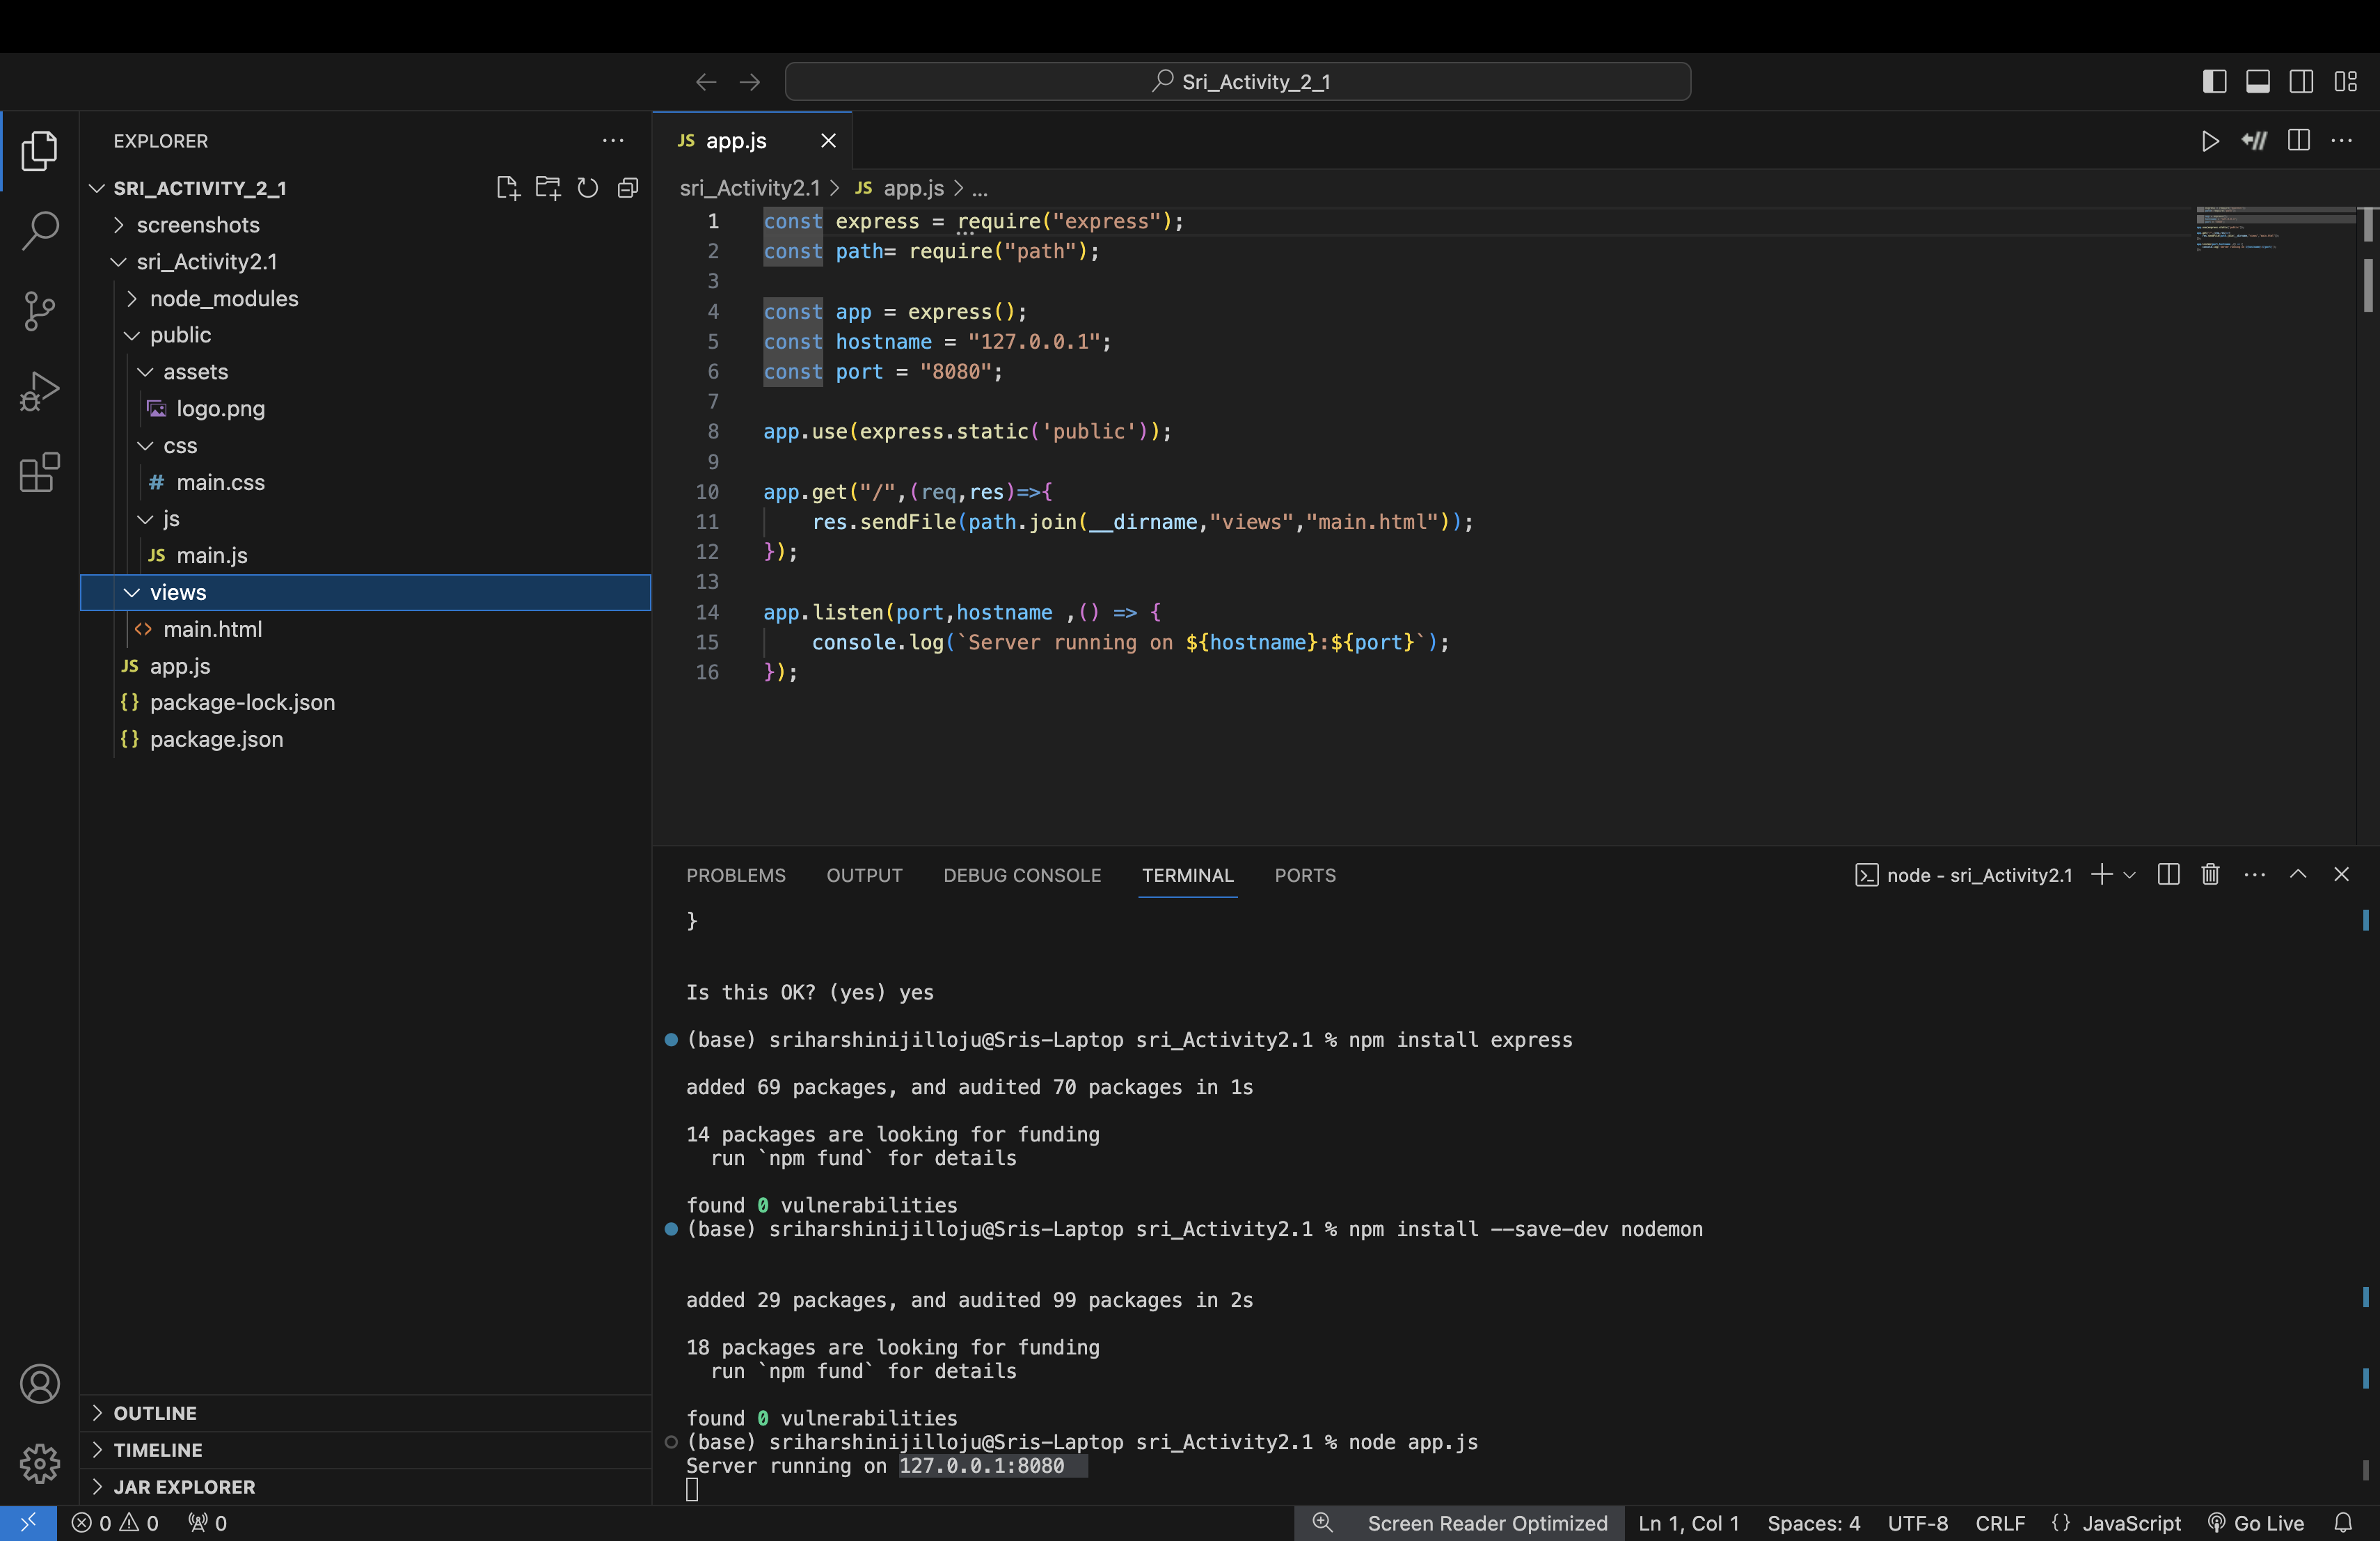 Sri_Activity_2_1
EXPLORER
SRI_ACTIVITY_2_1
screenshots
sri_Activity2.1
node_modules
public
assets
logo.png
css
# main.css
js
JS main.js
views
<> main.html
JS app.js
{} package-lock.json
{} package.json
OUTLINE
TIMELINE
JAR EXPLORER
JS app.js
sri_Activity2.1 > JS app.js > ...
1 const express = require("express");
2 const path= require("path");
3
4 const app = express();
5 const hostname = "127.0.0.1";
6 const port = "8080";
7
8 app.use(express.static('public'));
9
10 app.get("/",(req,res)=>{
11 res.sendFile(path.join(__dirname,"views","main.html"));
12 });
13
14 app.listen(port,hostname ,() => {
15 console.log(`Server running on ${hostname}:${port}`);
16 });
PROBLEMS OUTPUT DEBUG CONSOLE TERMINAL PORTS node - sri_Activity2.1
}
Is this OK? (yes) yes
(base) sriharshinijilloju@Sris-Laptop sri_Activity2.1 % npm install express
added 69 packages, and audited 70 packages in 1s
14 packages are looking for funding
run `npm fund` for details
found 0 vulnerabilities
(base) sriharshinijilloju@Sris-Laptop sri_Activity2.1 % npm install --save-dev nodemon
added 29 packages, and audited 99 packages in 2s
18 packages are looking for funding
run `npm fund` for details
found 0 vulnerabilities
(base) sriharshinijilloju@Sris-Laptop sri_Activity2.1 % node app.js
Server running on 127.0.0.1:8080
0 0 0 Screen Reader Optimized Ln 1, Col 1 Spaces: 4 UTF-8 CRLF {} JavaScript Go Live